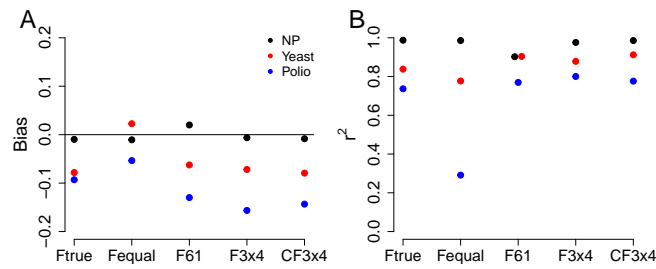 A
B
NP
Yeast
Polio
Bias
0.2
0.1
0.0
−0.1
−0.2
Ftrue Fequal F61 F3x4 CF3x4
r²
1.0
0.8
0.6
0.4
0.2
0.0
Ftrue Fequal F61 F3x4 CF3x4